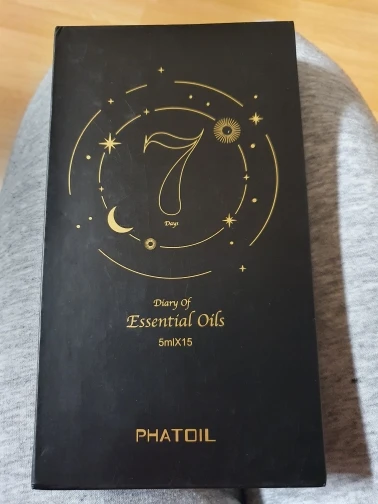 7
Days
Diary Of
Essential Oils
5mlX15
PHATOIL